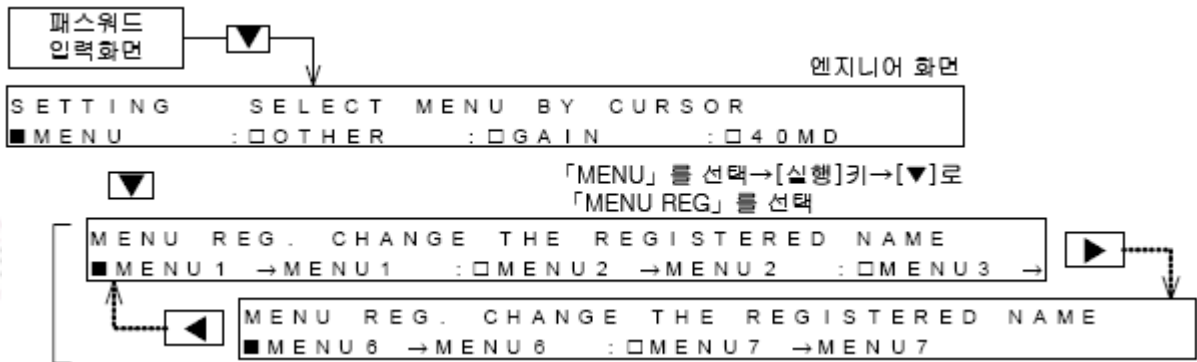 패스워드
입력화면
▼
엔지니어 화면
SETTING SELECT MENU BY CURSOR
■MENU :□OTHER :□GAIN :□40MD
▼
「MENU」를 선택→[실행]키→[▼]로
「MENU REG」를 선택
MENU REG. CHANGE THE REGISTERED NAME
■MENU1 →MENU1 :□MENU2 →MENU2 :□MENU3 →
▶
◀
MENU REG. CHANGE THE REGISTERED NAME
■MENU6 →MENU6 :□MENU7 →MENU7